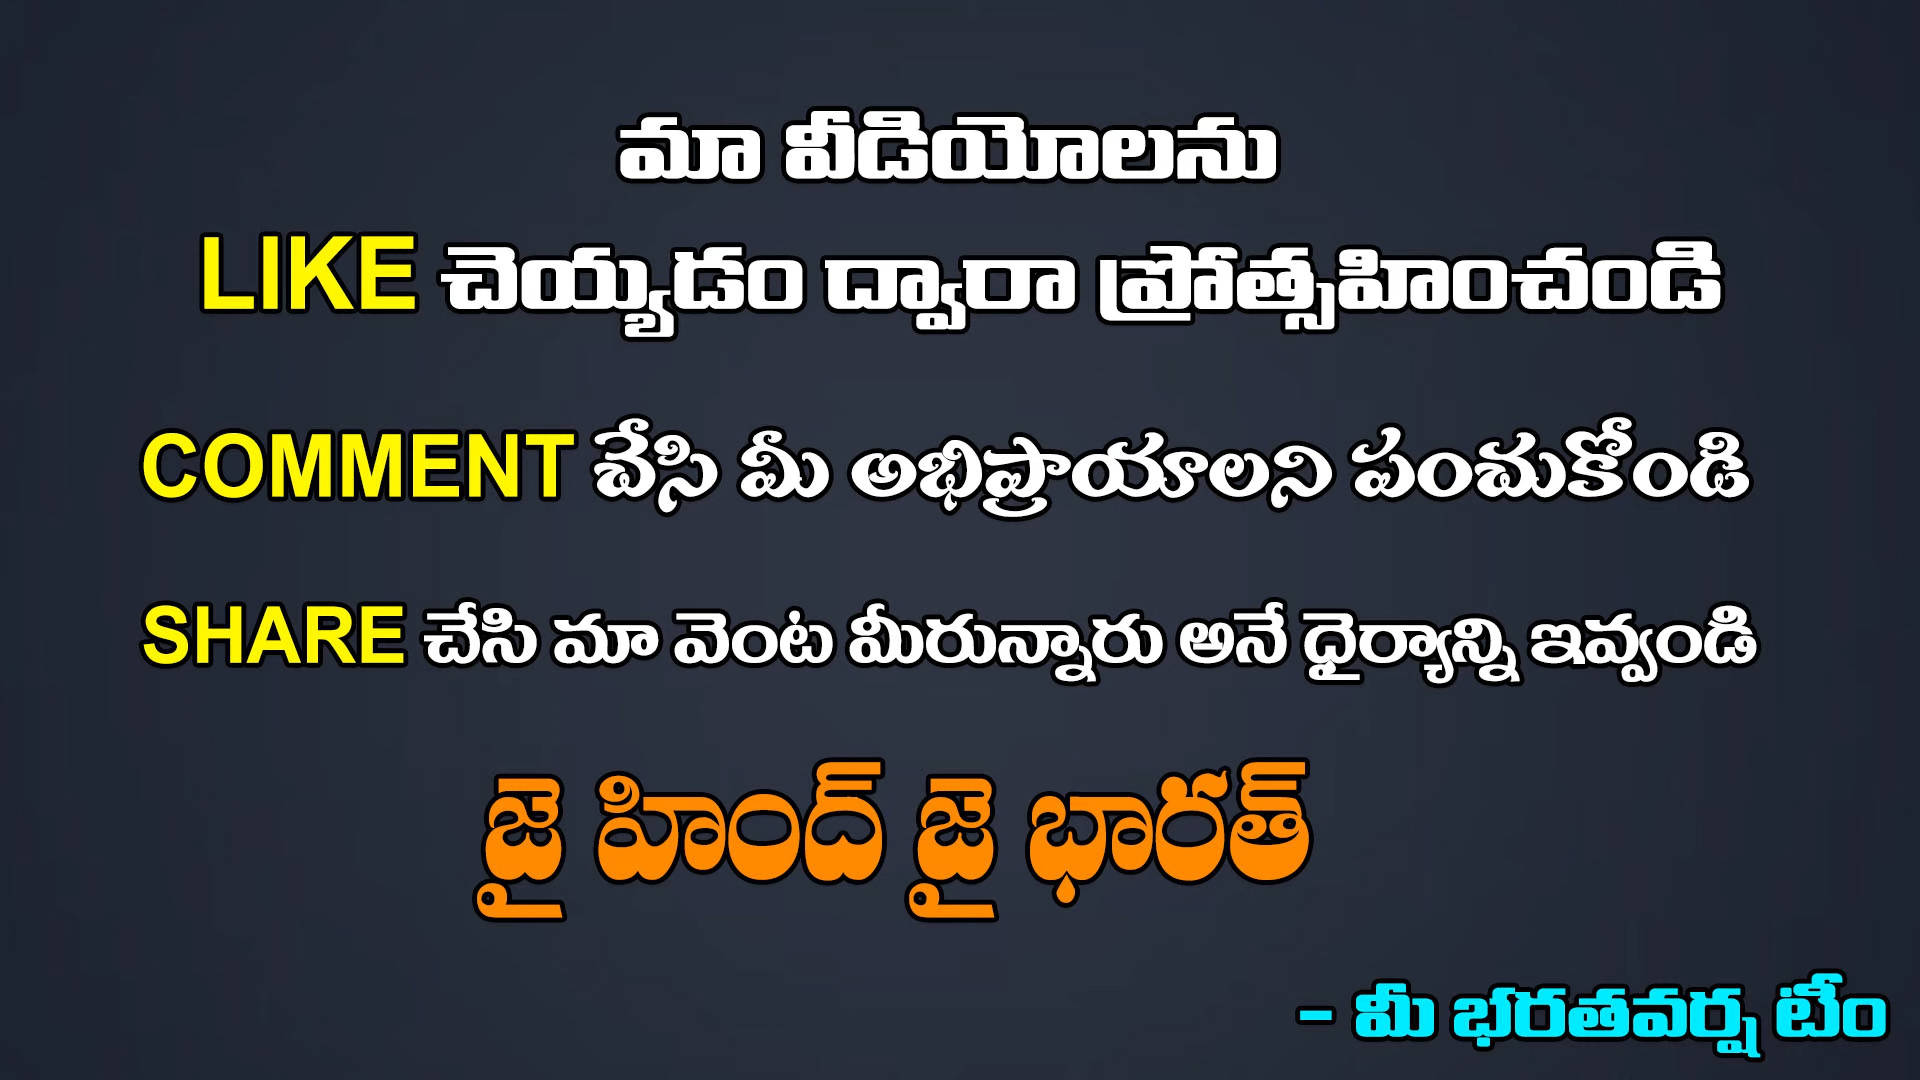 మా వీడియోలను
LIKE చెయ్యడం ద్వారా ప్రోత్సహించండి
COMMENT చేసి మీ అభిప్రాయాలని పంచుకోండి
SHARE చేసి మా వెంట మీరున్నారు అనే ధైర్యాన్ని ఇవ్వండి
జై హింద్ జై భారత్
- మీ భరతవర్ష టీం